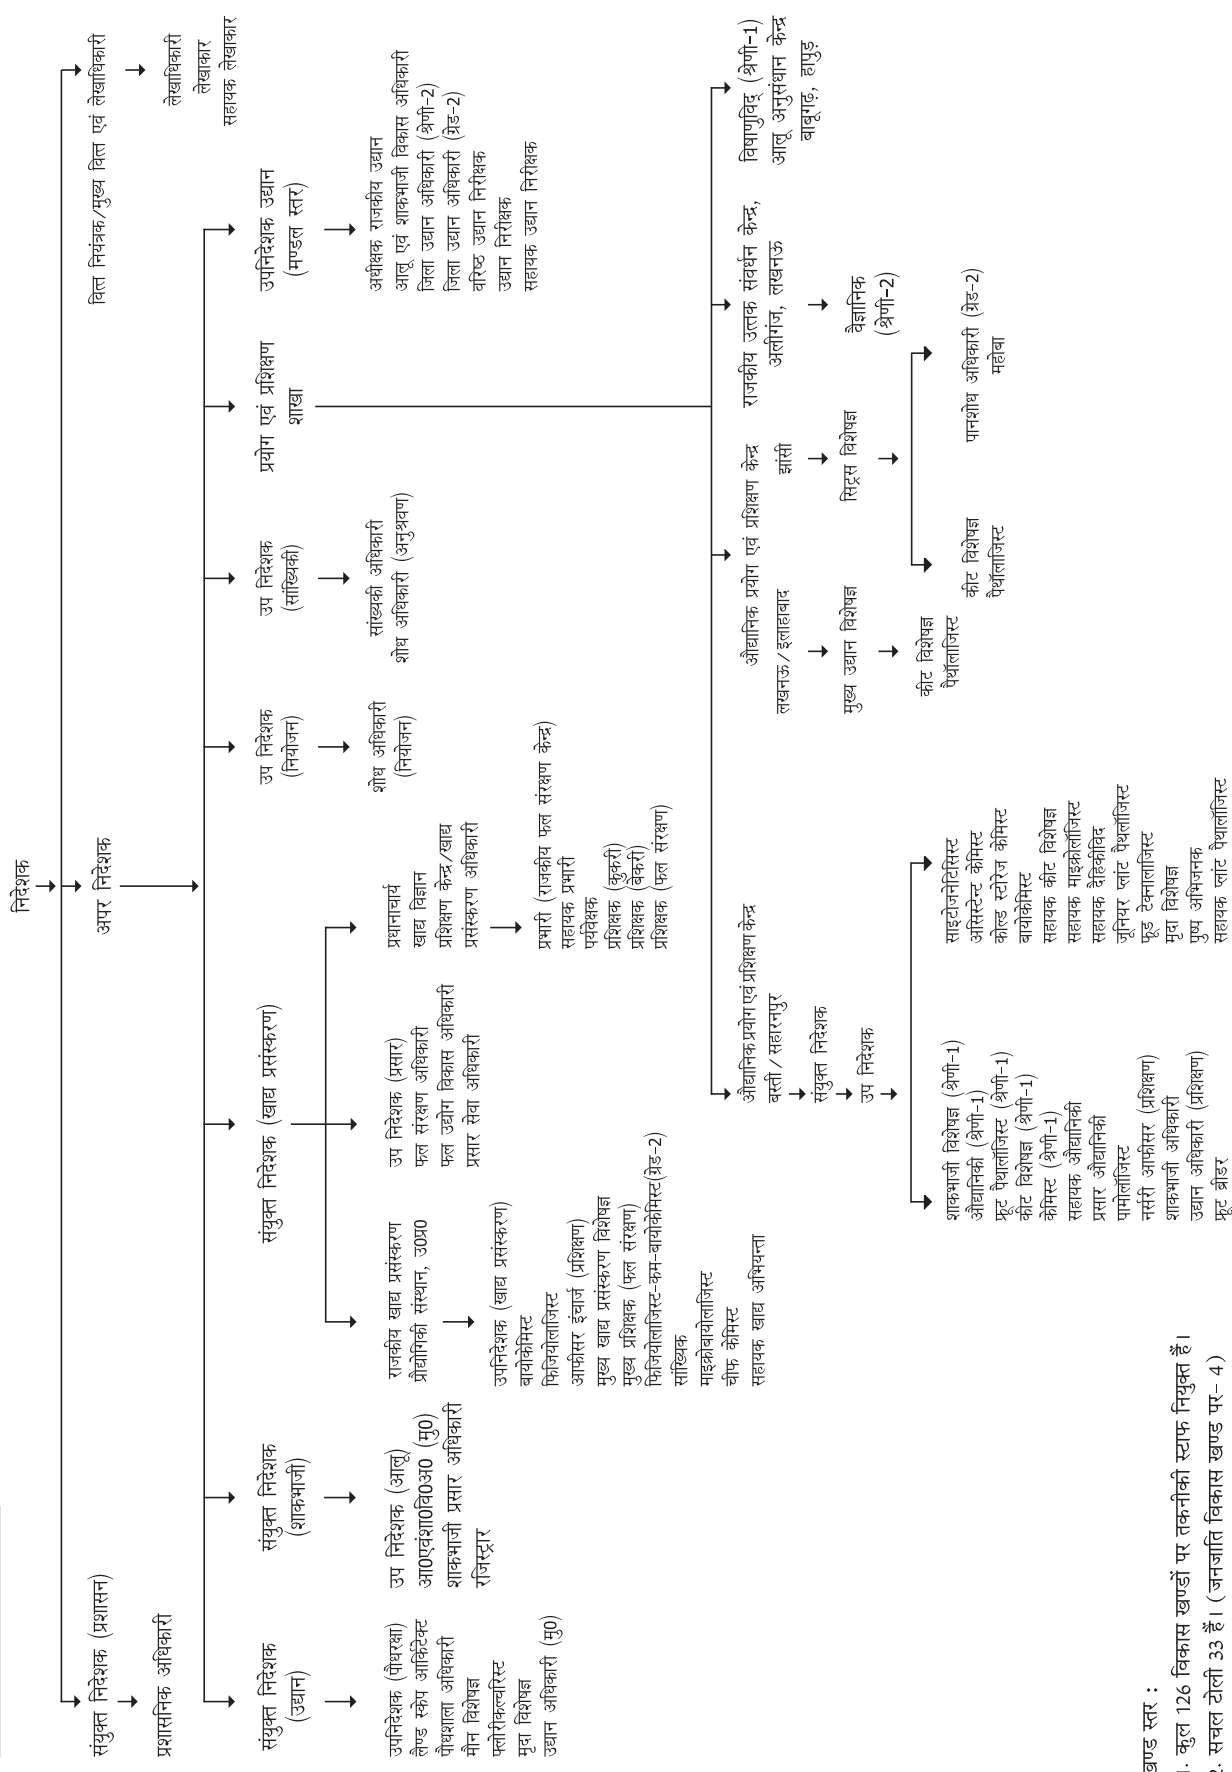 निदेशक
संयुक्त निदेशक (प्रशासन)
प्रशासनिक अधिकारी
अपर निदेशक
वित्त नियंत्रक/मुख्य वित्त एवं लेखाधिकारी
लेखाधिकारी
लेखाकार
सहायक लेखाकार
संयुक्त निदेशक
(उद्यान)
उपनिदेशक (पौधरक्षा)
लैण्ड स्केप आर्किटेक्ट
पौधशाला अधिकारी
मौन विशेषज्ञ
फ्लोरीकल्चरिस्ट
मृदा विशेषज्ञ
उद्यान अधिकारी (मु0)
संयुक्त निदेशक
(शाकभाजी)
उप निदेशक (आलू)
आ0एवंशा0वि0अ0 (मु0)
शाकभाजी प्रसार अधिकारी
रजिस्ट्रार
संयुक्त निदेशक (खाद्य प्रसंस्करण)
राजकीय खाद्य प्रसंस्करण
प्रौद्योगिकी संस्थान, उ0प्र0
उपनिदेशक (खाद्य प्रसंस्करण)
बायोकेमिस्ट
फिजियोलाजिस्ट
आफीसर इंचार्ज (प्रशिक्षण)
मुख्य खाद्य प्रसंस्करण विशेषज्ञ
मुख्य प्रशिक्षक (फल संरक्षण)
फिजियोलाजिस्ट-कम-बायोकेमिस्ट(ग्रेड-2)
सांख्यिक
माइक्रोबायोलाजिस्ट
चीफ केमिस्ट
सहायक खाद्य अभियन्ता
उप निदेशक (प्रसार)
फल संरक्षण अधिकारी
फल उद्योग विकास अधिकारी
प्रसार सेवा अधिकारी
प्रधानाचार्य
खाद्य विज्ञान
प्रशिक्षण केन्द्र/खाद्य
प्रसंस्करण अधिकारी
प्रभारी (राजकीय फल संरक्षण केन्द्र)
सहायक प्रभारी
पर्यवेक्षक
प्रशिक्षक (कुकरी)
प्रशिक्षक (बेकरी)
प्रशिक्षक (फल संरक्षण)
उप निदेशक
(नियोजन)
शोध अधिकारी
(नियोजन)
उप निदेशक
(सांख्यिकी)
सांख्यकी अधिकारी
शोध अधिकारी (अनुश्रवण)
प्रयोग एवं प्रशिक्षण
शाखा
उपनिदेशक उद्यान
(मण्डल स्तर)
अधीक्षक राजकीय उद्यान
आलू एवं शाकभाजी विकास अधिकारी
जिला उद्यान अधिकारी (श्रेणी-2)
जिला उद्यान अधिकारी (ग्रेड-2)
वरिष्ठ उद्यान निरीक्षक
उद्यान निरीक्षक
सहायक उद्यान निरीक्षक
औद्यानिक प्रयोग एवं प्रशिक्षण केन्द्र
बस्ती/सहारनपुर
संयुक्त निदेशक
उप निदेशक
शाकभाजी विशेषज्ञ (श्रेणी-1)
औद्यानिकी (श्रेणी-1)
फ्रूट पैथालॉजिस्ट (श्रेणी-1)
कीट विशेषज्ञ (श्रेणी-1)
केमिस्ट (श्रेणी-1)
सहायक औद्यानिकी
प्रसार औद्यानिकी
पामोलॉजिस्ट
नर्सरी आफीसर (प्रशिक्षण)
शाकभाजी अधिकारी
उद्यान अधिकारी (प्रशिक्षण)
फ्रूट ब्रीडर
साइटोजनेटिसिस्ट
असिस्टेन्ट केमिस्ट
कोल्ड स्टोरेज केमिस्ट
बायोकेमिस्ट
सहायक कीट विशेषज्ञ
सहायक माइक्रोलॉजिस्ट
सहायक दैहिकीविद
जूनियर प्लांट पैथलॉजिस्ट
फूड टेक्नालाजिस्ट
मृदा विशेषज्ञ
पुष्प अभिजनक
सहायक प्लांट पैथालॉजिस्ट
औद्यानिक प्रयोग एवं प्रशिक्षण केन्द्र
लखनऊ/इलाहाबाद
मुख्य उद्यान विशेषज्ञ
कीट विशेषज्ञ
पैथॉलाजिस्ट
झांसी
सिट्रस विशेषज्ञ
कीट विशेषज्ञ
पैथॉलाजिस्ट
पानशोध अधिकारी (ग्रेड-2)
महोबा
राजकीय उत्तक संवर्धन केन्द्र,
अलीगंज, लखनऊ
वैज्ञानिक
(श्रेणी-2)
विषाणुविद् (श्रेणी-1)
आलू अनुसंधान केन्द्र
बाबूगढ़, हापुड़
खण्ड स्तर :
1. कुल 126 विकास खण्डों पर तकनीकी स्टाफ नियुक्त हैं।
2. सचल टोली 33 हैं। (जनजाति विकास खण्ड पर- 4)